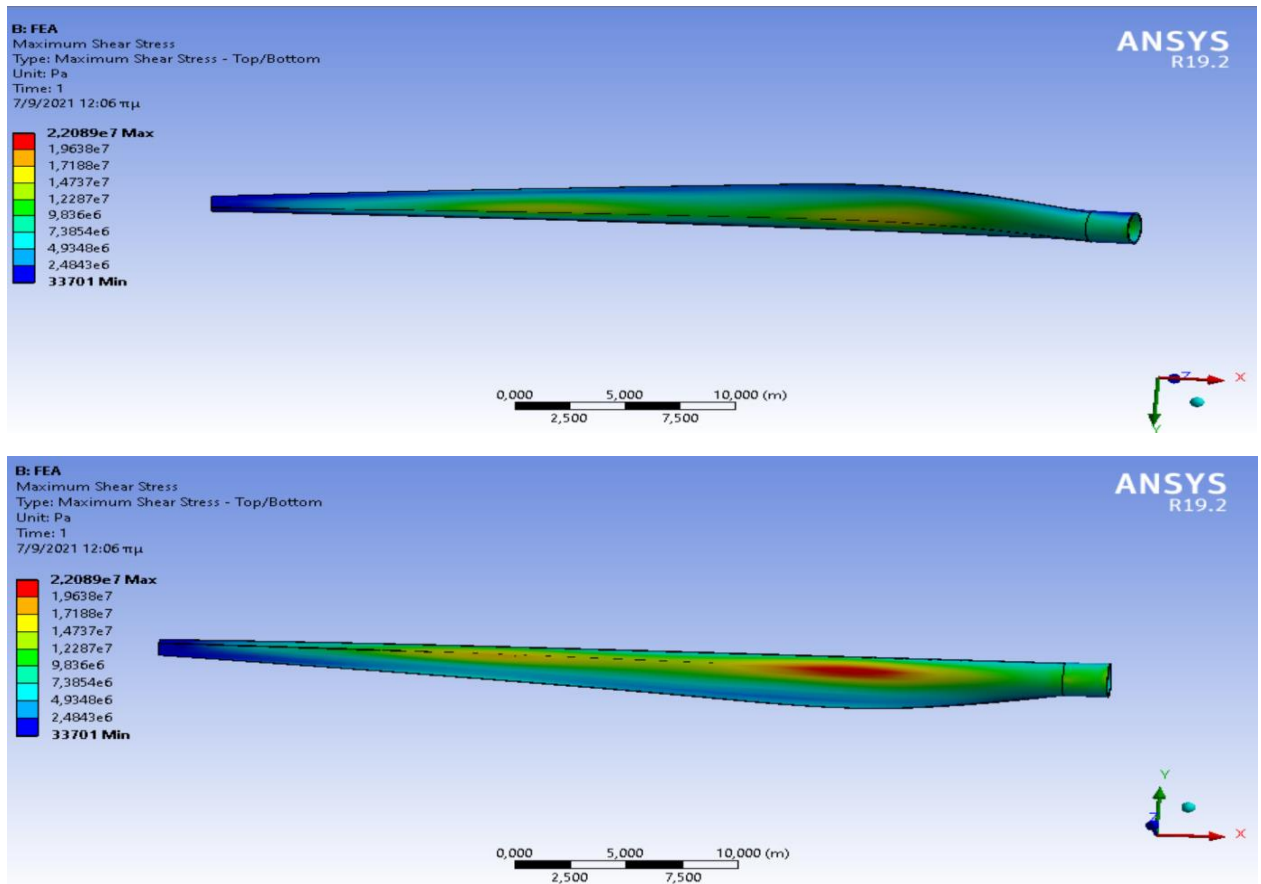 B: FEA
Maximum Shear Stress
Type: Maximum Shear Stress - Top/Bottom
Unit: Pa
Time: 1
7/9/2021 12:06 πμ
ANSYS
R19.2
2,2089e7 Max
1,9638e7
1,7188e7
1,4737e7
1,2287e7
9,836e6
7,3854e6
4,9348e6
2,4843e6
33701 Min
0,000 5,000 10,000 (m)
2,500 7,500
Z X
Y
B: FEA
Maximum Shear Stress
Type: Maximum Shear Stress - Top/Bottom
Unit: Pa
Time: 1
7/9/2021 12:06 πμ
ANSYS
R19.2
2,2089e7 Max
1,9638e7
1,7188e7
1,4737e7
1,2287e7
9,836e6
7,3854e6
4,9348e6
2,4843e6
33701 Min
Y
Z X
0,000 5,000 10,000 (m)
2,500 7,500